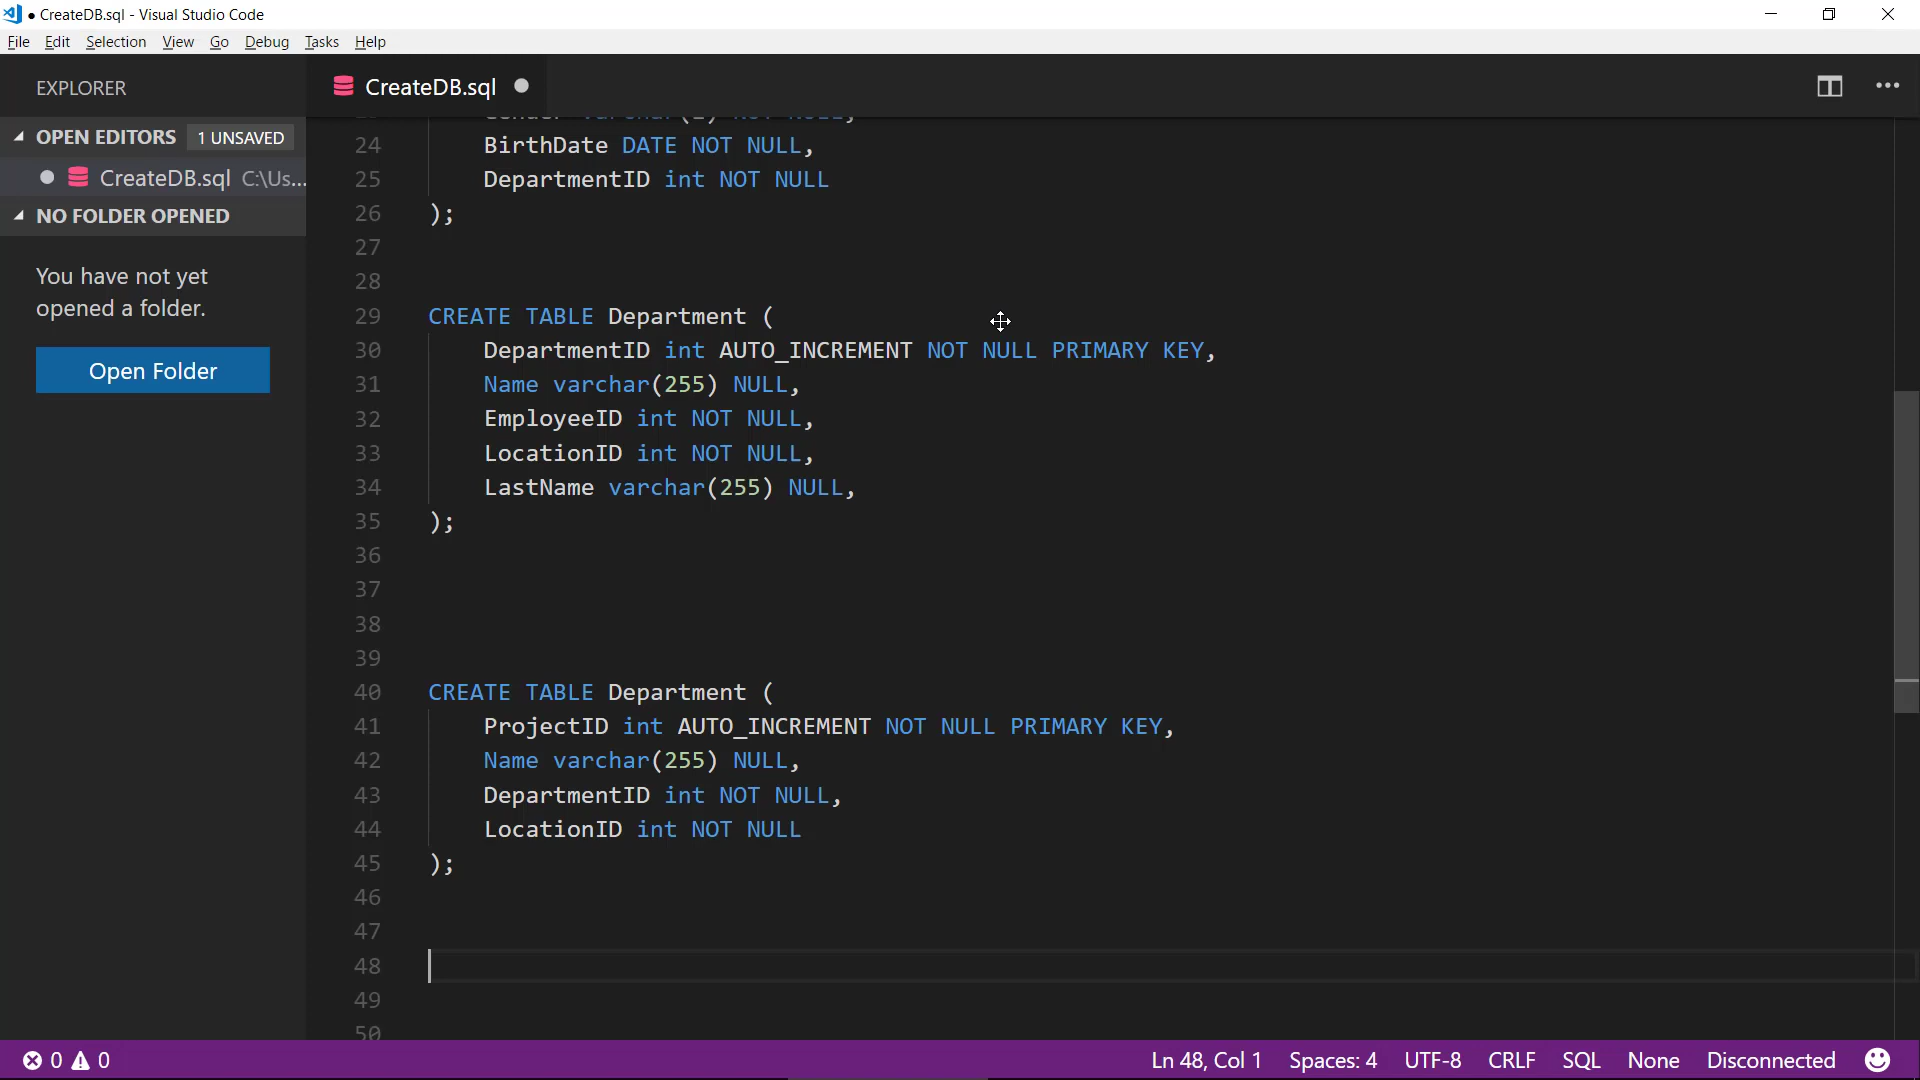 ● CreateDB.sql - Visual Studio Code
File Edit Selection View Go Debug Tasks Help
EXPLORER
OPEN EDITORS 1 UNSAVED
CreateDB.sql C:\Us...
NO FOLDER OPENED
You have not yet
opened a folder.
Open Folder
CreateDB.sql
24 BirthDate DATE NOT NULL,
25 DepartmentID int NOT NULL
26 );
27
28
29 CREATE TABLE Department (
30 DepartmentID int AUTO_INCREMENT NOT NULL PRIMARY KEY,
31 Name varchar(255) NULL,
32 EmployeeID int NOT NULL,
33 LocationID int NOT NULL,
34 LastName varchar(255) NULL,
35 );
36
37
38
39
40 CREATE TABLE Department (
41 ProjectID int AUTO_INCREMENT NOT NULL PRIMARY KEY,
42 Name varchar(255) NULL,
43 DepartmentID int NOT NULL,
44 LocationID int NOT NULL
45 );
46
47
48
49
50
0 0 Ln 48, Col 1 Spaces: 4 UTF-8 CRLF SQL None Disconnected